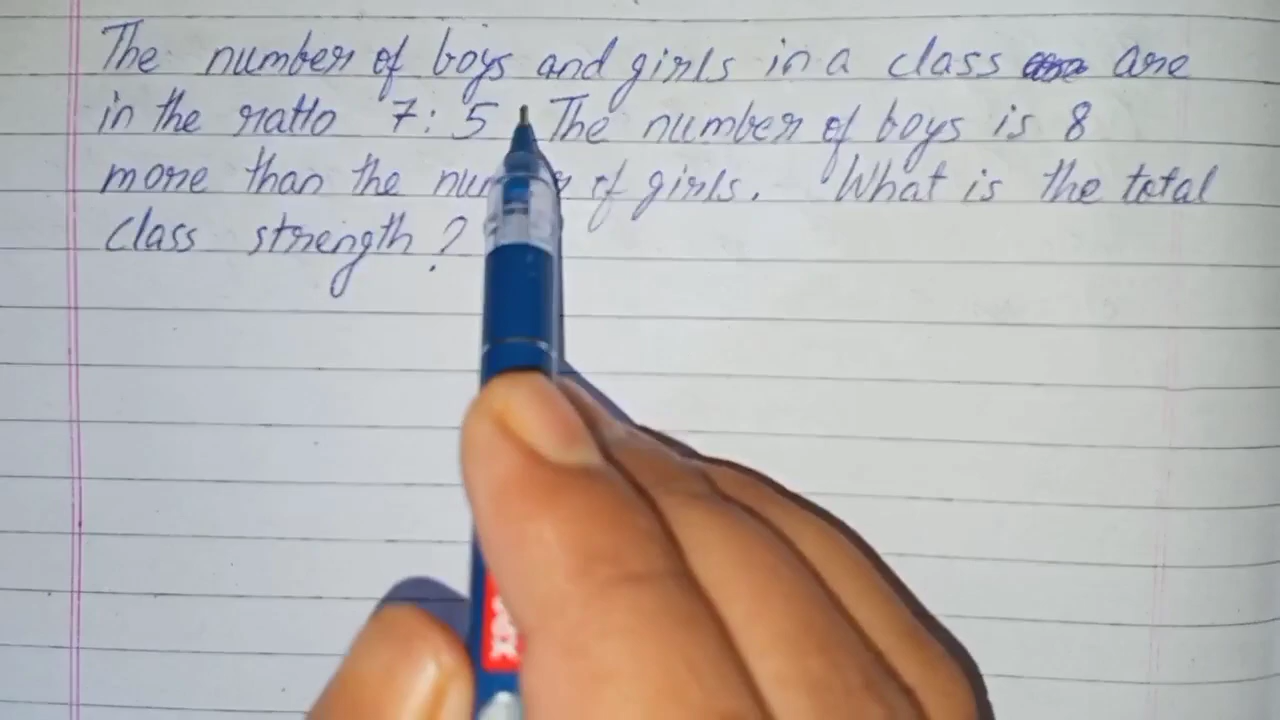 The number of boys and girls in a class are
in the ratio 7:5 The number of boys is 8
more than the of girls. What is the total
class strength?